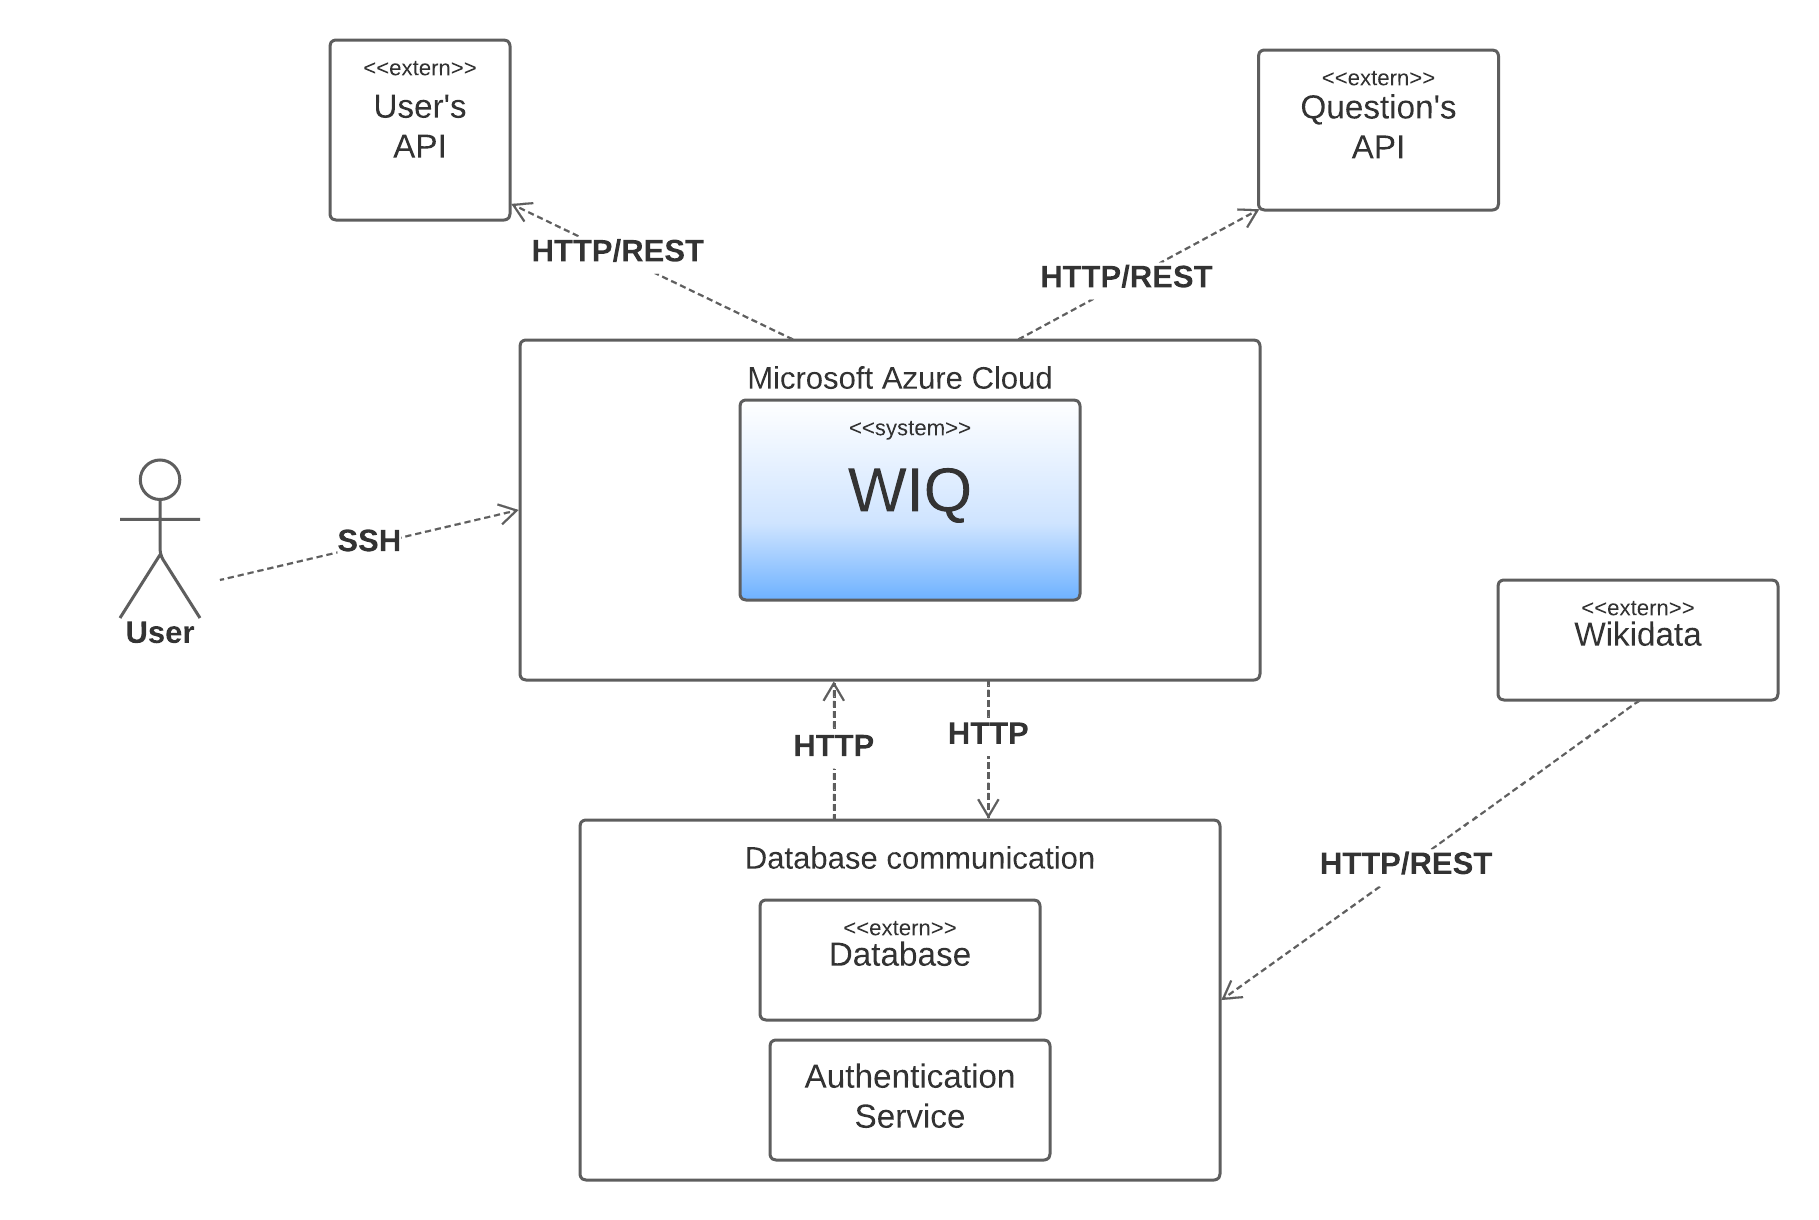 <<extern>>
User's
API
<<extern>>
Question's
API
HTTP/REST
HTTP/REST
Microsoft Azure Cloud
<<system>>
WIQ
SSH
User
<<extern>>
Wikidata
HTTP
HTTP
Database communication
HTTP/REST
<<extern>>
Database
Authentication
Service